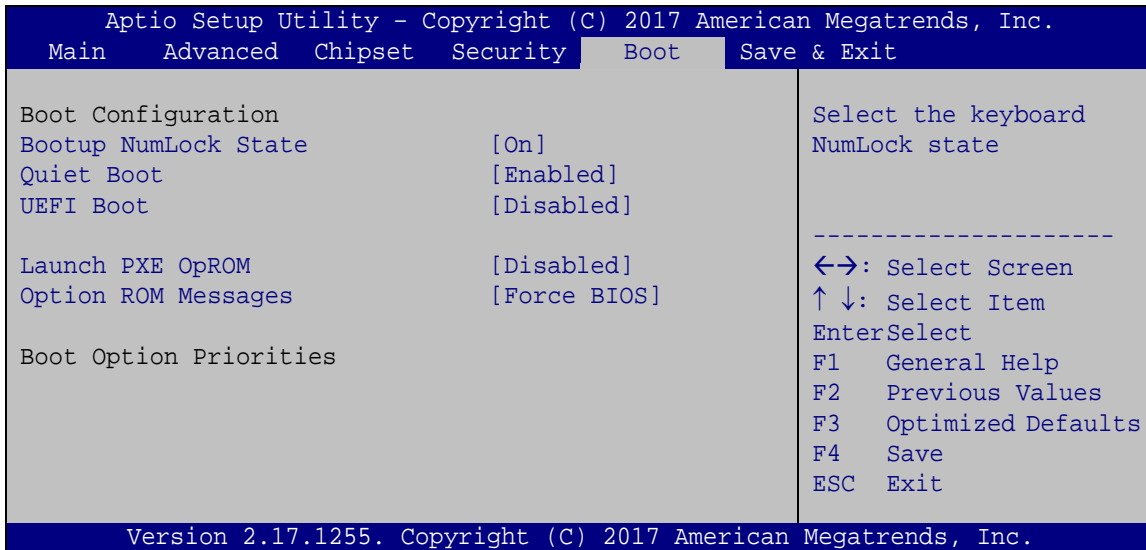 Aptio Setup Utility – Copyright (C) 2017 American Megatrends, Inc.
Main Advanced Chipset Security Boot Save & Exit
Boot Configuration
Bootup NumLock State [On]
Quiet Boot [Enabled]
UEFI Boot [Disabled]
Launch PXE OpROM [Disabled]
Option ROM Messages [Force BIOS]
Boot Option Priorities
Select the keyboard
NumLock state
---------------------
←→: Select Screen
↑ ↓: Select Item
EnterSelect
F1 General Help
F2 Previous Values
F3 Optimized Defaults
F4 Save
ESC Exit
Version 2.17.1255. Copyright (C) 2017 American Megatrends, Inc.